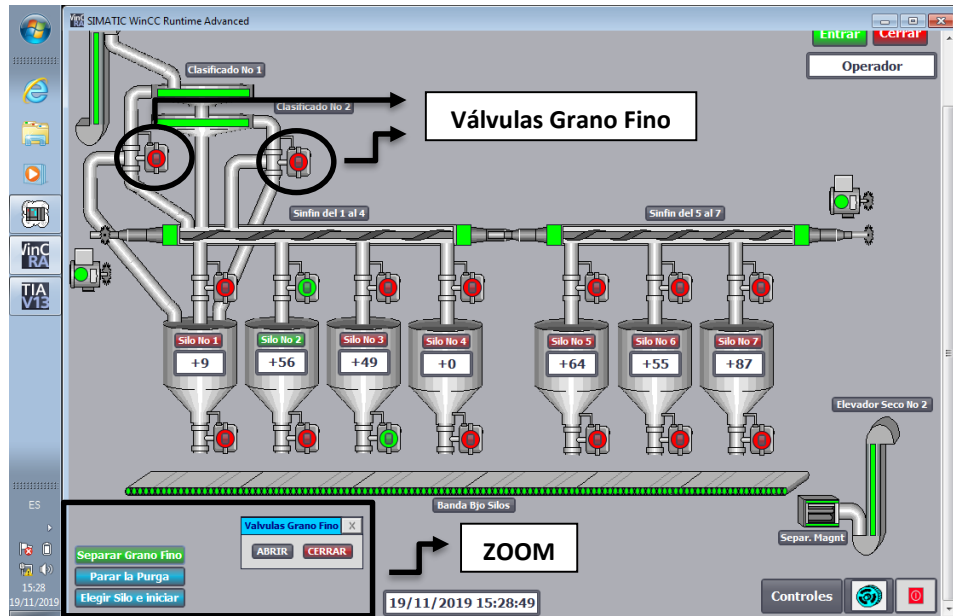 SIMATIC WinCC Runtime Advanced
Entrar
Cerrar
Operador
Clasificado No 1
Clasificado No 2
Válvulas Grano Fino
Sinfin del 1 al 4
Sinfin del 5 al 7
Silo No 1
Silo No 2
Silo No 3
Silo No 4
Silo No 5
Silo No 6
Silo No 7
+9
+56
+49
+0
+64
+55
+87
Elevador Seco No 2
Banda Bjo Silos
Separ. Magnt
Valvulas Grano Fino
X
ABRIR
CERRAR
ZOOM
Separar Grano Fino
Parar la Purga
Elegir Silo e iniciar
19/11/2019 15:28:49
Controles
WinC
RA
TIA
V13
ES
15:28
19/11/2019